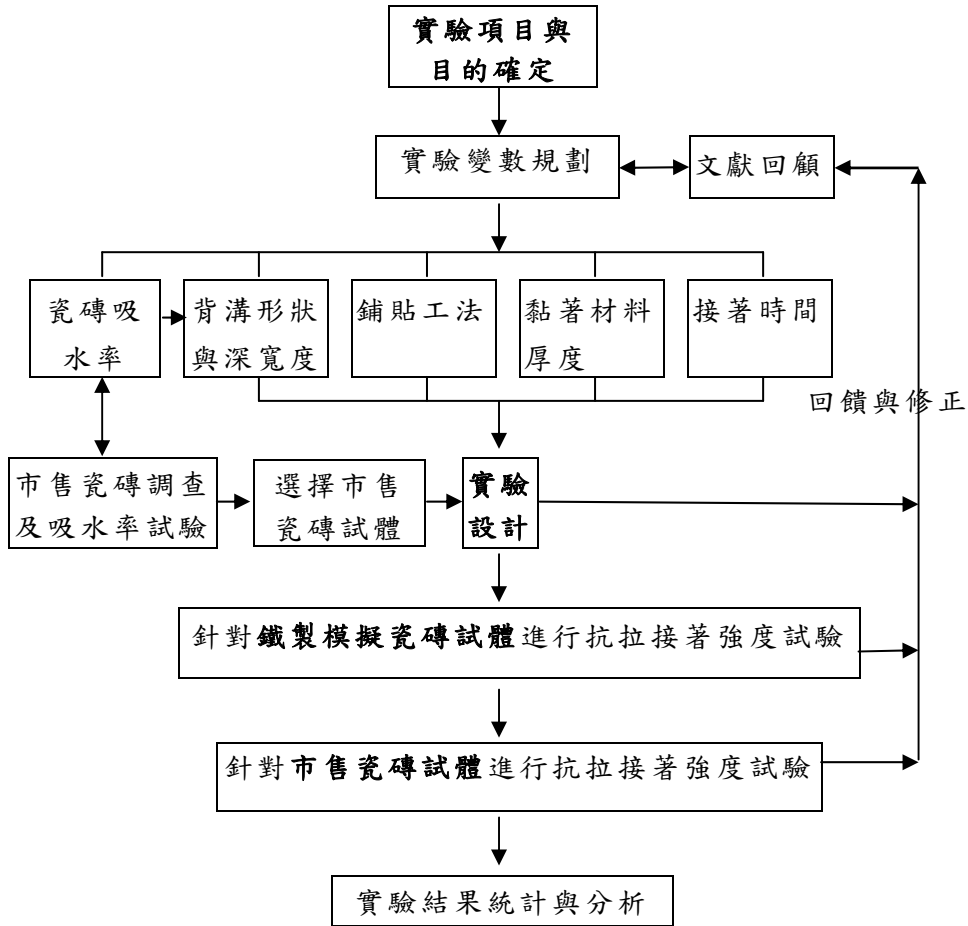 實驗項目與
目的確定
實驗變數規劃
文獻回顧
瓷磚吸
水率
背溝形狀
與深寬度
鋪貼工法
黏著材料
厚度
接著時間
回饋與修正
市售瓷磚調查
及吸水率試驗
選擇市售
瓷磚試體
實驗
設計
針對鐵製模擬瓷磚試體進行抗拉接著強度試驗
針對市售瓷磚試體進行抗拉接著強度試驗
實驗結果統計與分析